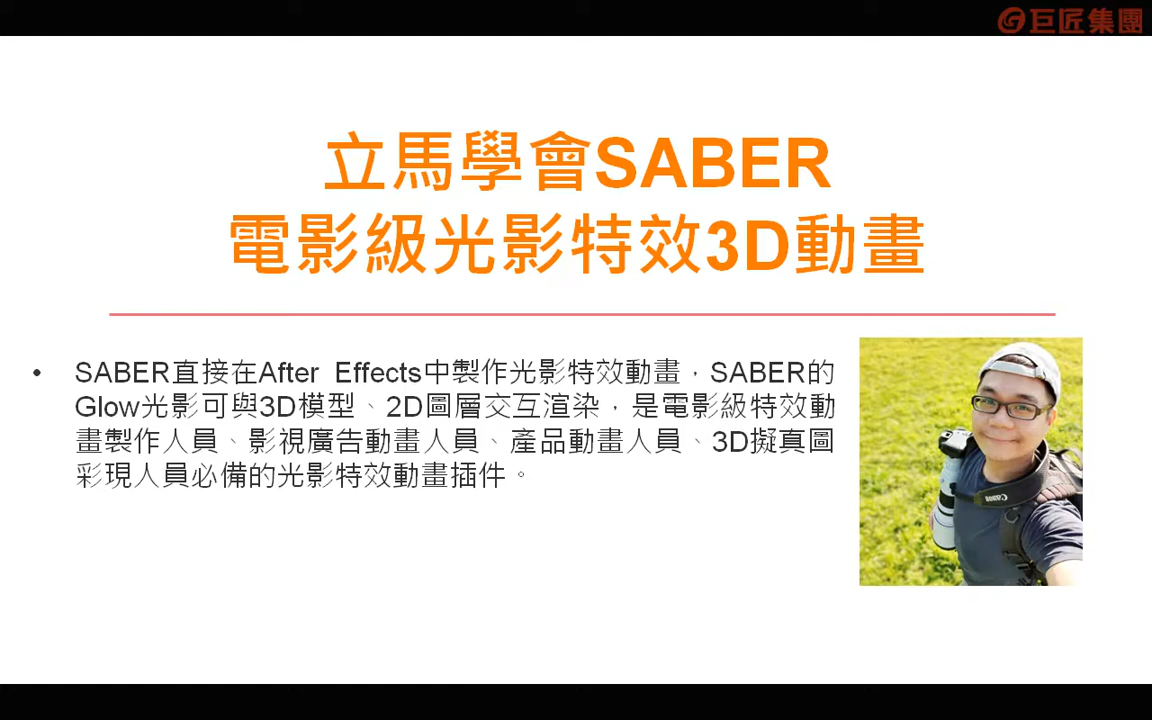 巨匠集團
立馬學會SABER
電影級光影特效3D動畫
• SABER直接在After Effects中製作光影特效動畫，SABER的
Glow光影可與3D模型、2D圖層交互渲染，是電影級特效動
畫製作人員、影視廣告動畫人員、產品動畫人員、3D擬真圖
彩現人員必備的光影特效動畫插件。
Canon